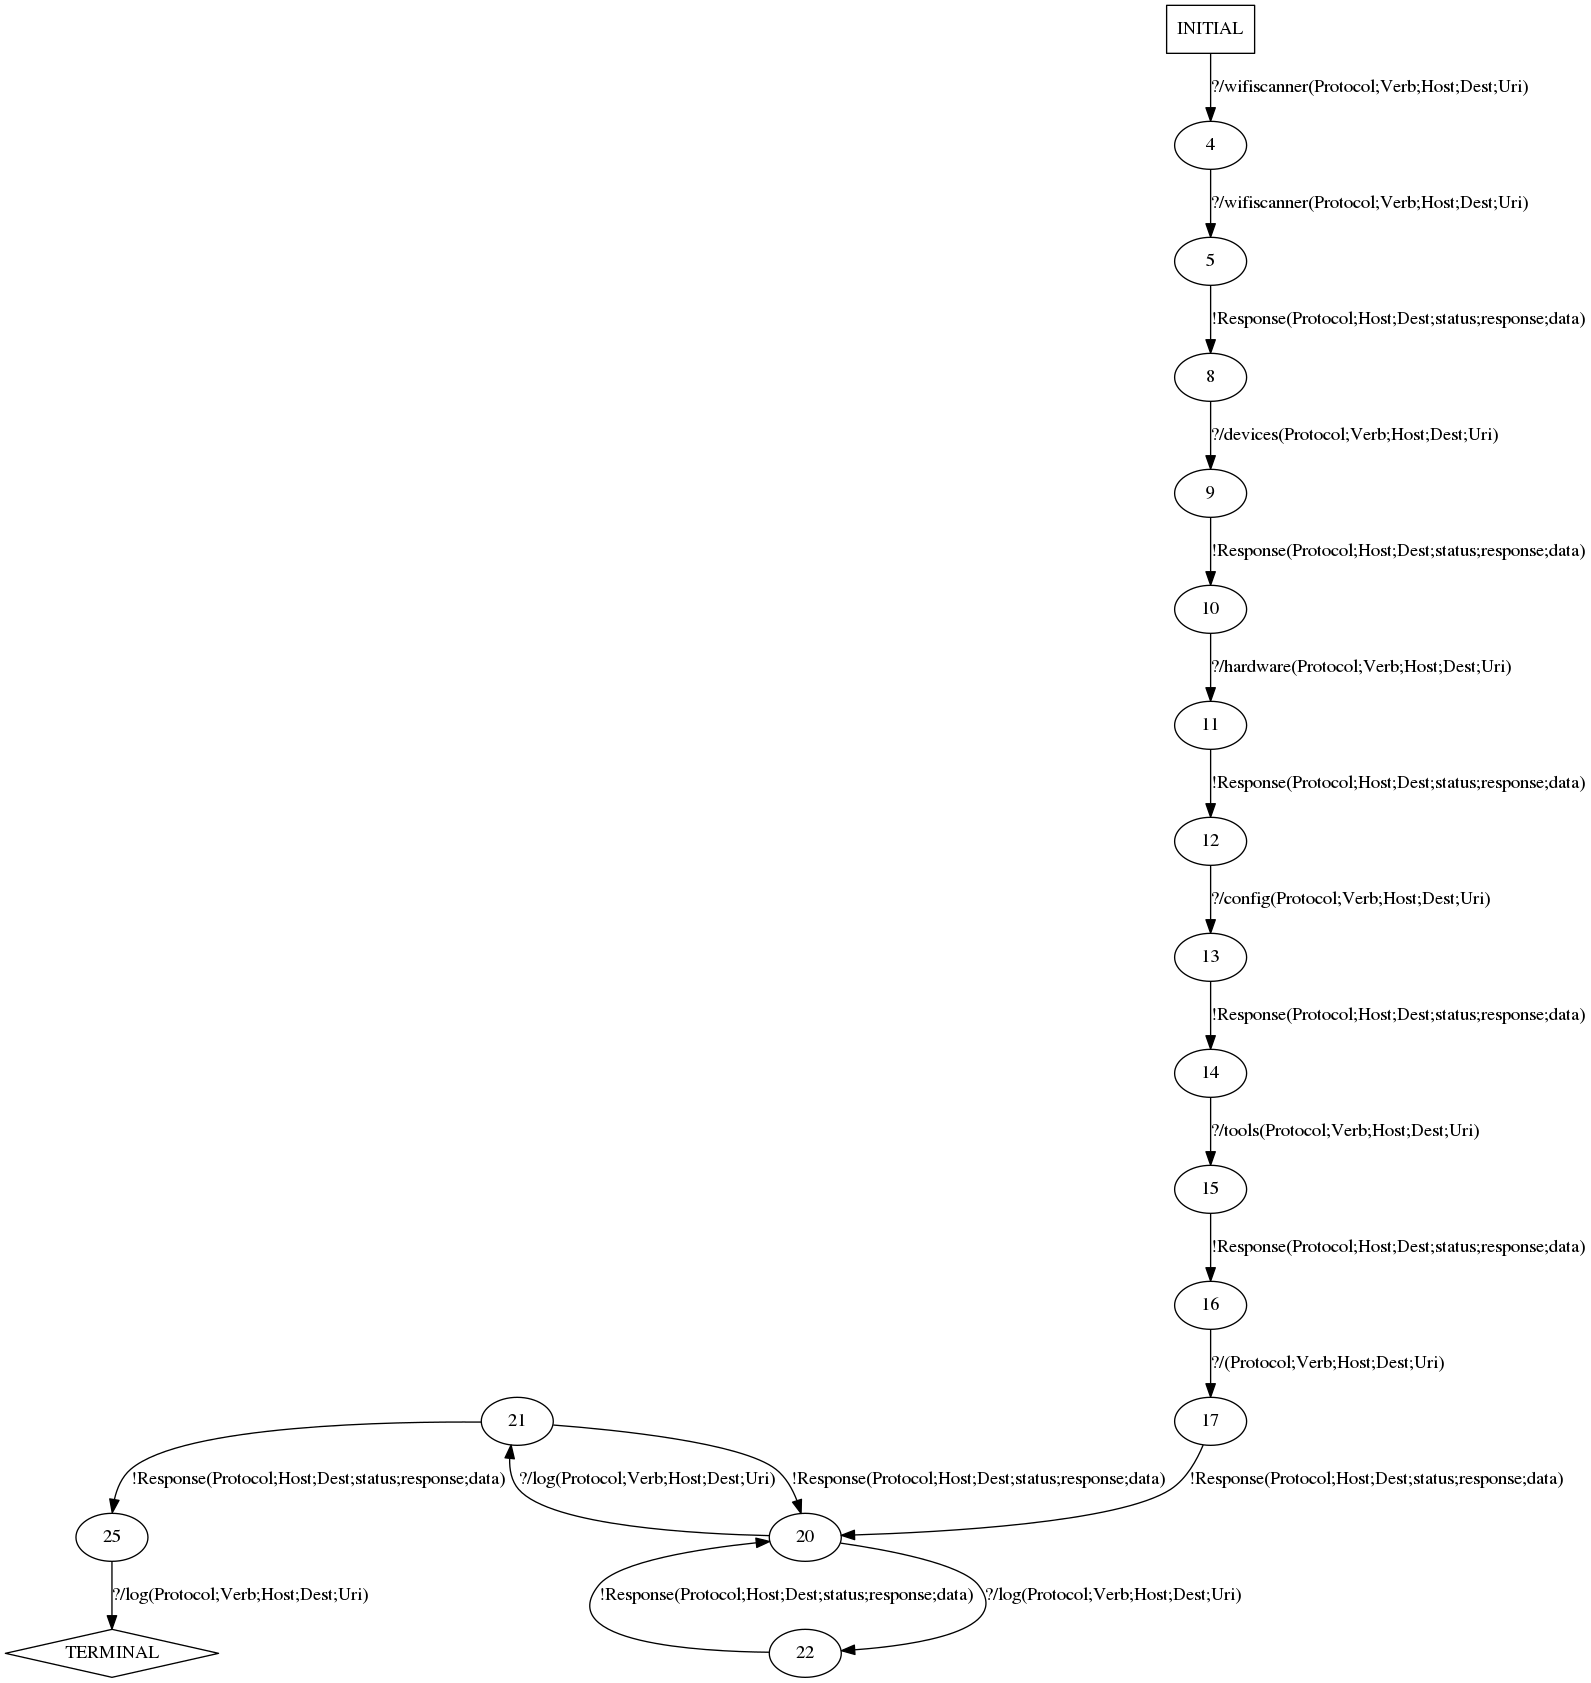 INITIAL
?/wifiscanner(Protocol;Verb;Host;Dest;Uri)
4
?/wifiscanner(Protocol;Verb;Host;Dest;Uri)
5
!Response(Protocol;Host;Dest;status;response;data)
8
?/devices(Protocol;Verb;Host;Dest;Uri)
9
!Response(Protocol;Host;Dest;status;response;data)
10
?/hardware(Protocol;Verb;Host;Dest;Uri)
11
!Response(Protocol;Host;Dest;status;response;data)
12
?/config(Protocol;Verb;Host;Dest;Uri)
13
!Response(Protocol;Host;Dest;status;response;data)
14
?/tools(Protocol;Verb;Host;Dest;Uri)
15
!Response(Protocol;Host;Dest;status;response;data)
16
?/(Protocol;Verb;Host;Dest;Uri)
21
17
!Response(Protocol;Host;Dest;status;response;data)
?/log(Protocol;Verb;Host;Dest;Uri)
!Response(Protocol;Host;Dest;status;response;data)
!Response(Protocol;Host;Dest;status;response;data)
25
20
?/log(Protocol;Verb;Host;Dest;Uri)
!Response(Protocol;Host;Dest;status;response;data)
?/log(Protocol;Verb;Host;Dest;Uri)
TERMINAL
22